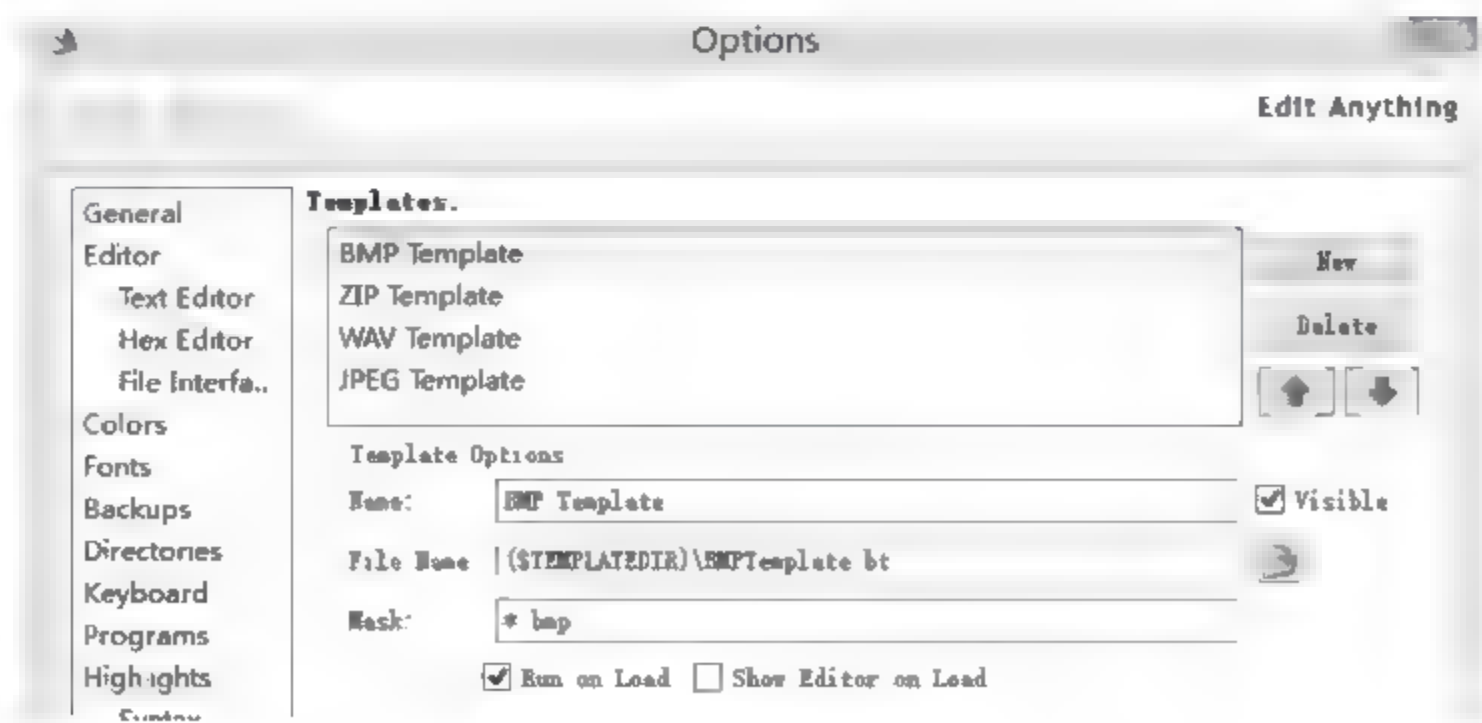 Options
Edit Anything
General
Editor
Text Editor
Hex Editor
File Interfa..
Colors
Fonts
Backups
Directories
Keyboard
Programs
Highlights
Syntax
Templates.
BMP Template
ZIP Template
WAV Template
JPEG Template
New
Delete
Template Options
Name: BMP Template Visible
File Name ($TEMPLATEDIR)\BMPTemplate bt
Mask: * bmp
Run on Load Show Editor on Load